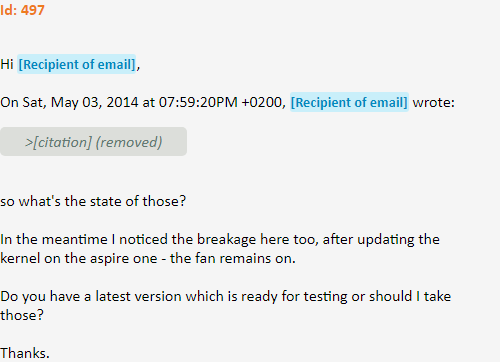 Id: 497
Hi [Recipient of email],
On Sat, May 03, 2014 at 07:59:20PM +0200, [Recipient of email] wrote:
>[citation] (removed)
so what's the state of those?
In the meantime I noticed the breakage here too, after updating the
kernel on the aspire one - the fan remains on.
Do you have a latest version which is ready for testing or should I take
those?
Thanks.